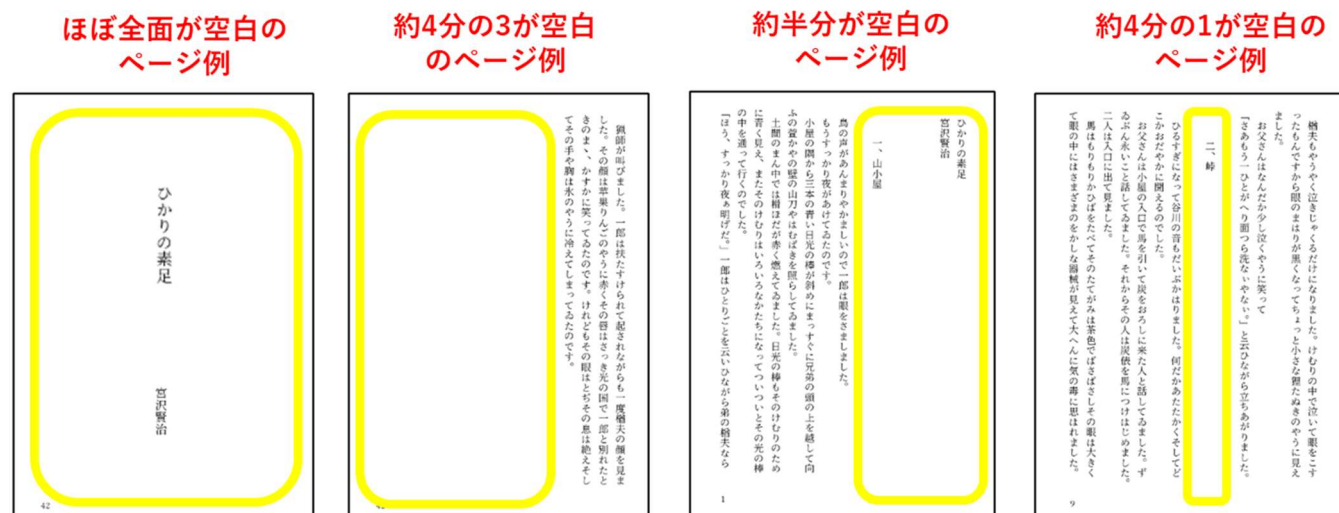 ほぼ全面が空白の
ページ例
ひかりの素足
宮沢賢治
42
約4分の3が空白
のページ例
猟師が叫びました。一郎は扶たすけられて起されながらも一度楢夫の顔を見ま
した。その顔は苹果りんごのやうに赤くその唇はさっき光の国で一郎と別れたと
きのまゝ、かすかに笑ってゐたのです。けれどもその眼はとぢその息は絶えそし
てその手や胸は氷のやうに冷えてしまってゐたのです。
約半分が空白の
ページ例
ひかりの素足
宮沢賢治
一、山小屋
鳥の声があんまりやかましいので一郎は眼をさましました。
もうすっかり夜があけてゐたのです。
小屋の隅から三本の青い日光の棒が斜めにまっすぐに兄弟の頭の上を越して向
ふの萱かやの壁の山刀やはむばきを照らしてゐました。
土間のまん中では榾ほだが赤く燃えてゐました。日光の棒もそのけむりのため
に青く見え、またそのけむりはいろいろなかたちになってついついとその光の棒
の中を通って行くのでした。
「ほう、すっかり夜ぁ明げだ。」一郎はひとりごとを云いひながら弟の楢夫なら
1
約4分の1が空白の
ページ例
楢夫もやうやく泣きじゃくるだけになりました。けむりの中で泣いて眼をこす
ったもんですから眼のまはりが黒くなってちょっと小さな狸たぬきのやうに見え
ました。
お父さんはなんだか少し泣くやうに笑って
「さあもう一ひとがへり面つら洗なぃやなぃ。」と云ひながら立ちあがりました。
二、峠
ひるすぎになって谷川の音もだいぶかはりました。何だかあたたかくそしてど
こかおだやかに聞えるのでした。
お父さんは小屋の入口で馬を引いて炭をおろしに来た人と話してゐました。ず
ゐぶん永いこと話してゐました。それからその人は炭俵を馬につけはじめました。
二人は入口に出て見ました。
馬はもりもりかひばをたべてそのたてがみは茶色でばさばさしその眼は大きく
て眼の中にはさまざまのをかしな器械が見えて大へんに気の毒に思はれました。
9